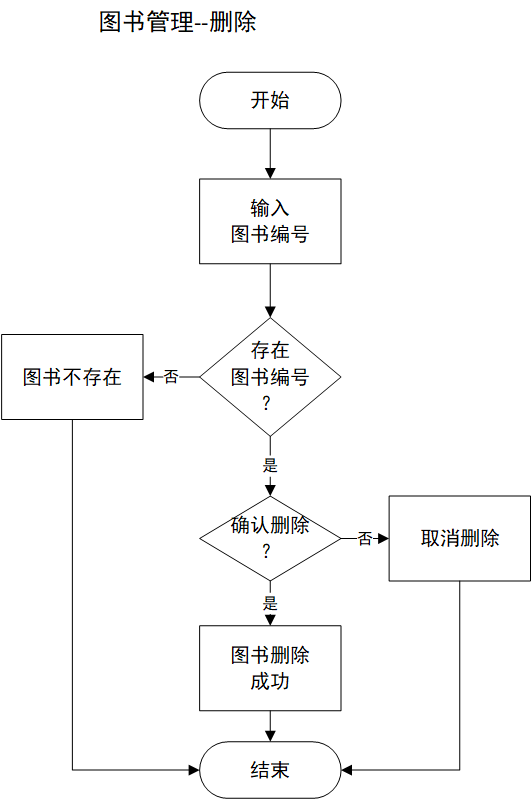 图书管理--删除
开始
输入
图书编号
存在
图书编号
？
否
图书不存在
是
确认删除
？
否
取消删除
是
图书删除
成功
结束